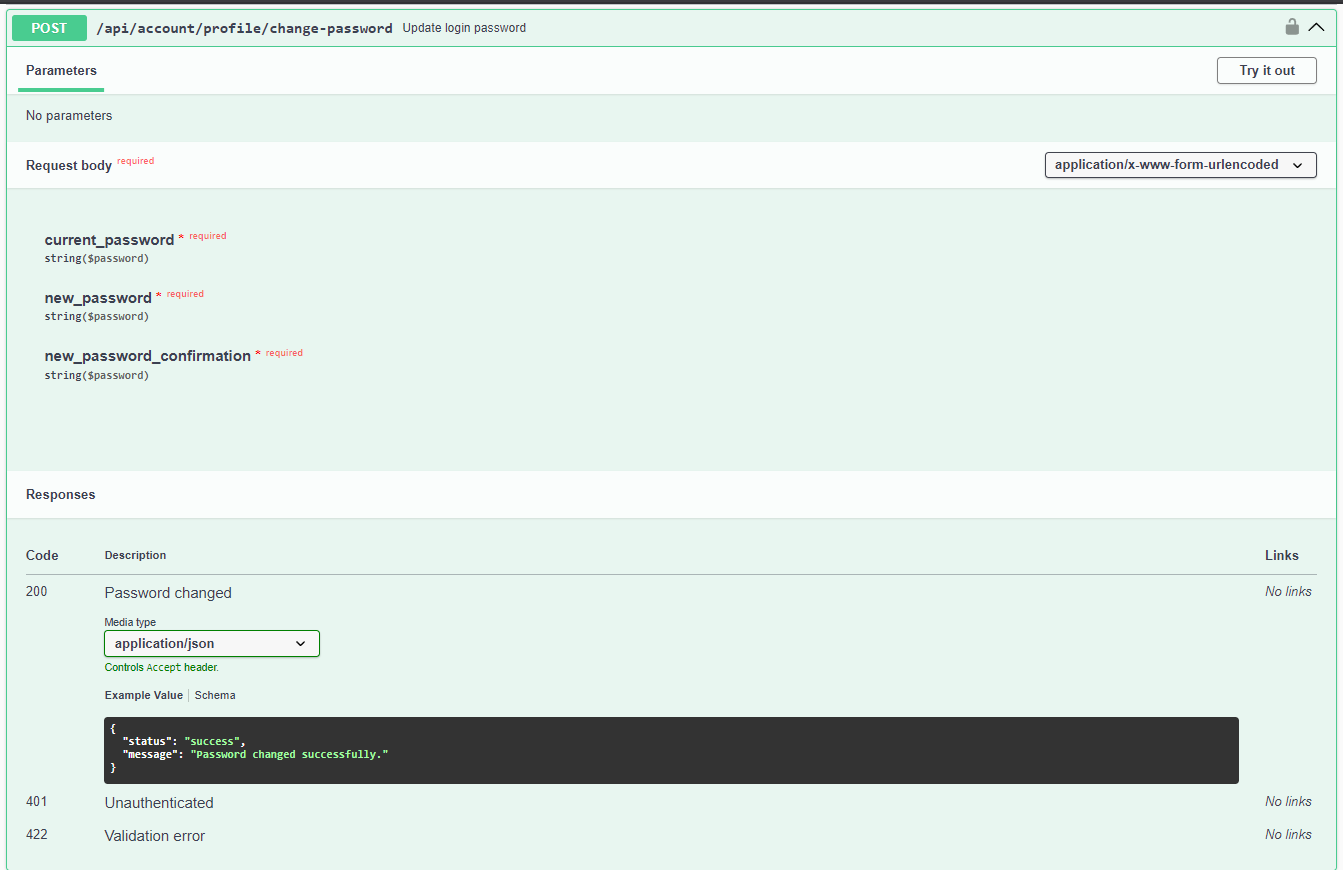 POST /api/account/profile/change-password Update login password
Parameters
Try it out
No parameters
Request body required
application/x-www-form-urlencoded
current_password * required
string($password)
new_password * required
string($password)
new_password_confirmation * required
string($password)
Responses
Code Description Links
200 Password changed No links
Media type
application/json
Controls Accept header.
Example Value Schema
{
"status": "success",
"message": "Password changed successfully."
}
401 Unauthenticated No links
422 Validation error No links